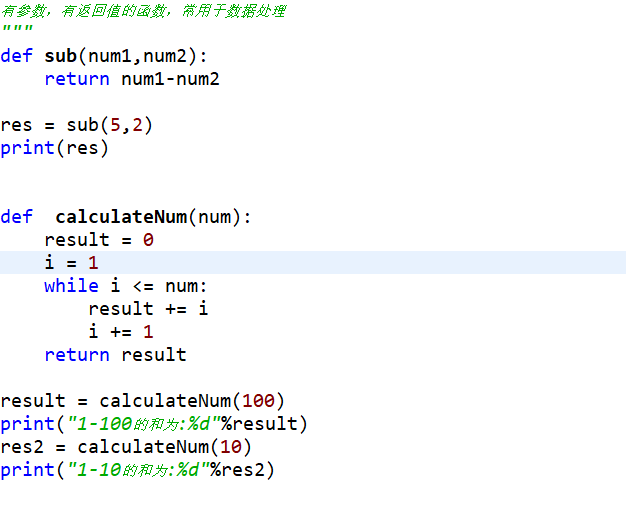 有参数，有返回值的函数，常用于数据处理
"""
def sub(num1,num2):
    return num1-num2
res = sub(5,2)
print(res)
def  calculateNum(num):
    result = 0
    i = 1
    while i <= num:
        result += i
        i += 1
    return result
result = calculateNum(100)
print("1-100的和为:%d"%result)
res2 = calculateNum(10)
print("1-10的和为:%d"%res2)